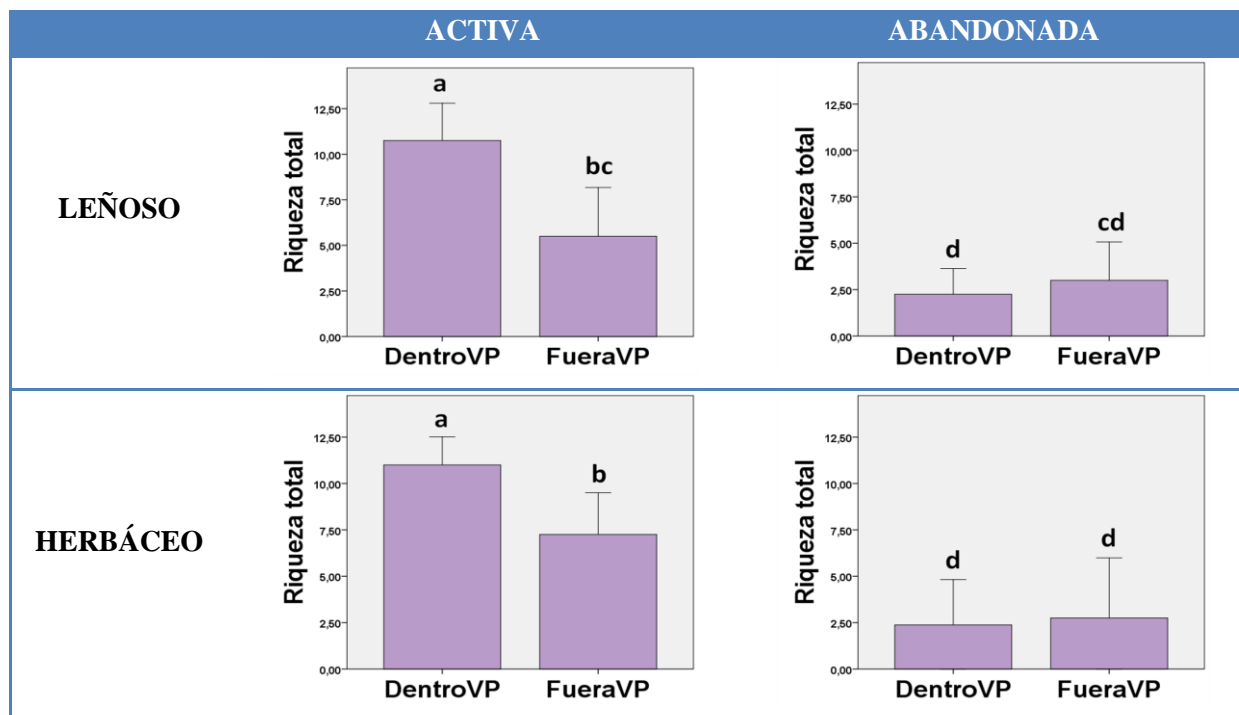 ACTIVA ABANDONADA
LEÑOSO
Riqueza total
12,50
10,00
7,50
5,00
2,50
0,00
a
bc
DentroVP FueraVP
Riqueza total
12,50
10,00
7,50
5,00
2,50
0,00
d
cd
DentroVP FueraVP
HERBÁCEO
Riqueza total
12,50
10,00
7,50
5,00
2,50
0,00
a
b
DentroVP FueraVP
Riqueza total
12,50
10,00
7,50
5,00
2,50
0,00
d
d
DentroVP FueraVP